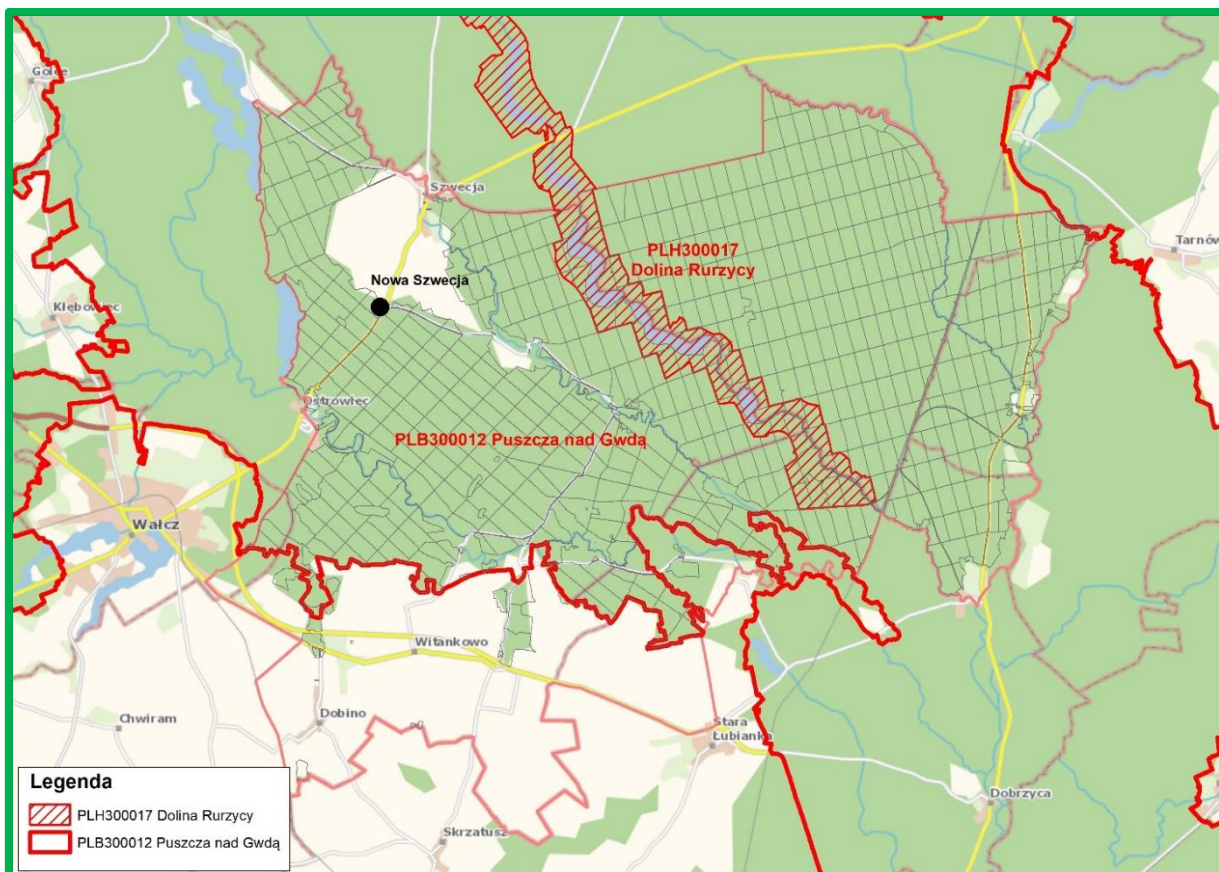 Golce
Szwecja
Tarnów
PLH300017
Dolina Rurzycy
Nowa Szwecja
Kłębowiec
Ostrowiec
PLB300012 Puszcza nad Gwdą
Wałcz
Witankowo
Chwiram
Dobino
Stara
Łubianka
Dobrzyca
Skrzatusz
Legenda
PLH300017 Dolina Rurzycy
PLB300012 Puszcza nad Gwdą